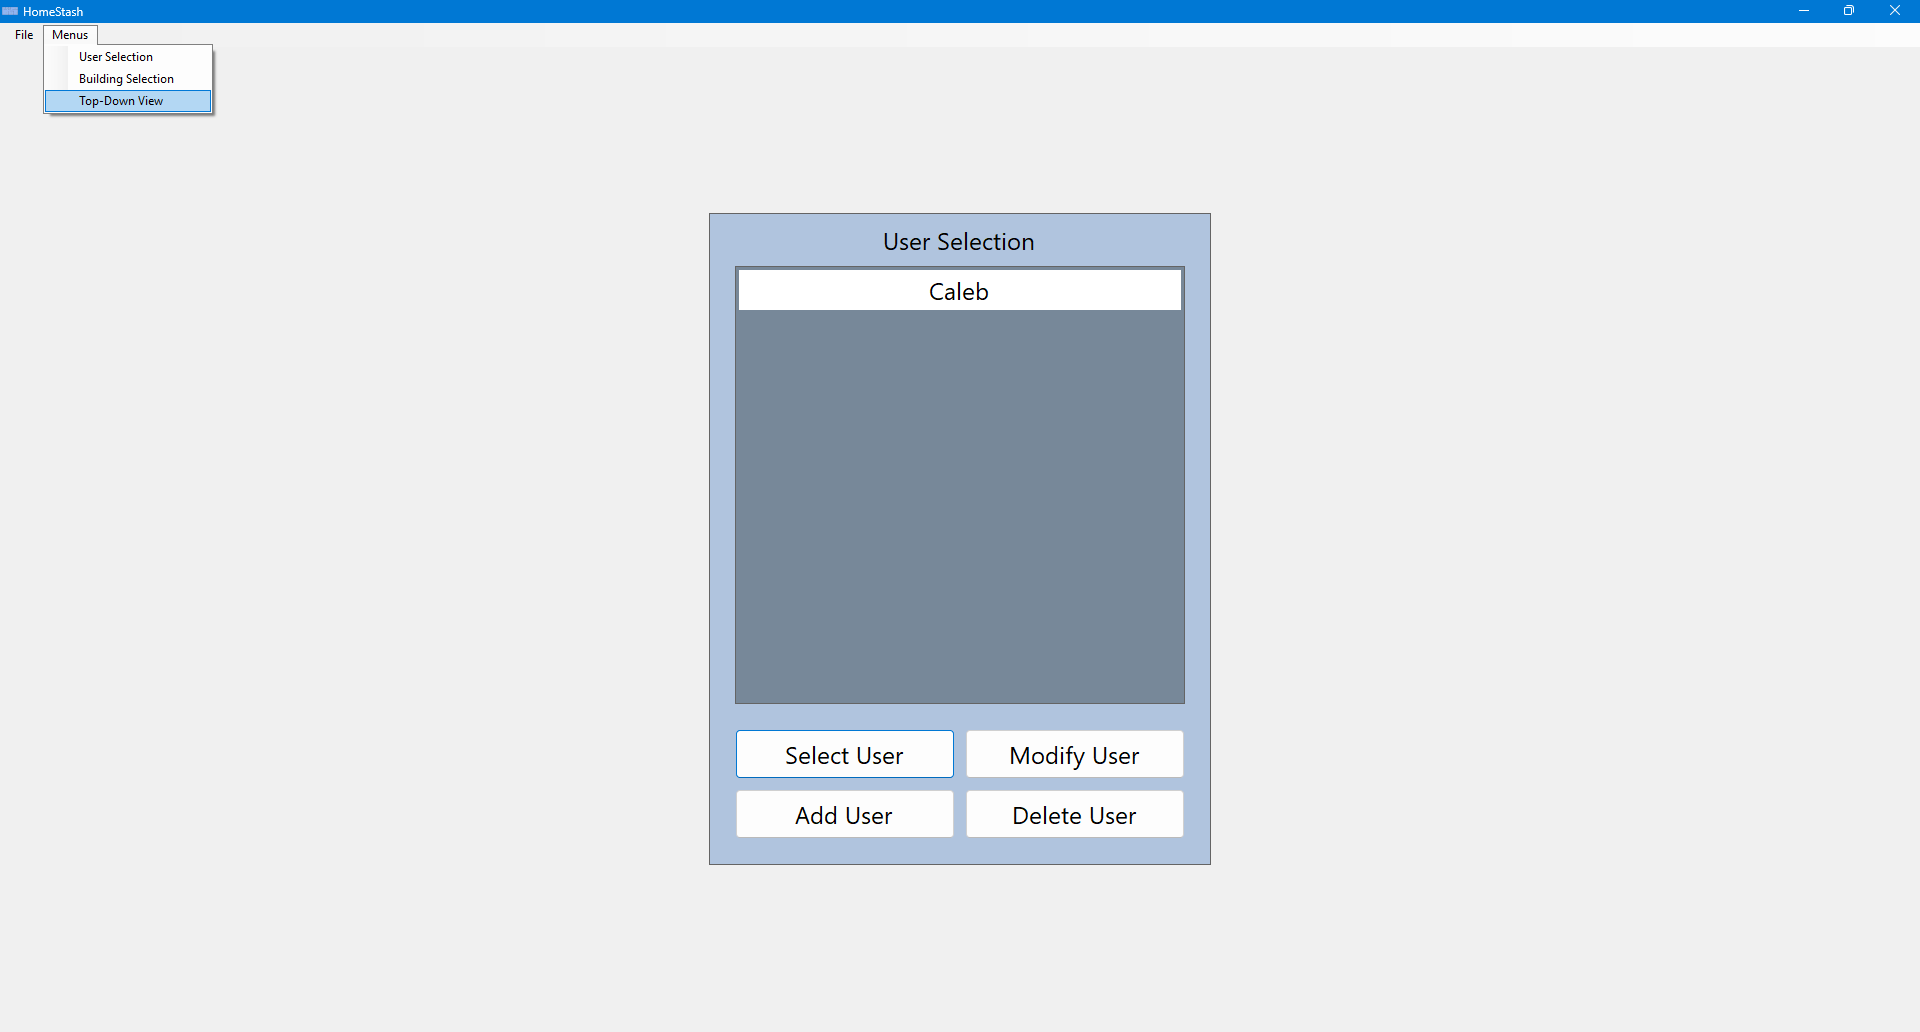 HomeStash
File Menus
User Selection
Building Selection
Top-Down View
User Selection
Caleb
Select User Modify User
Add User Delete User